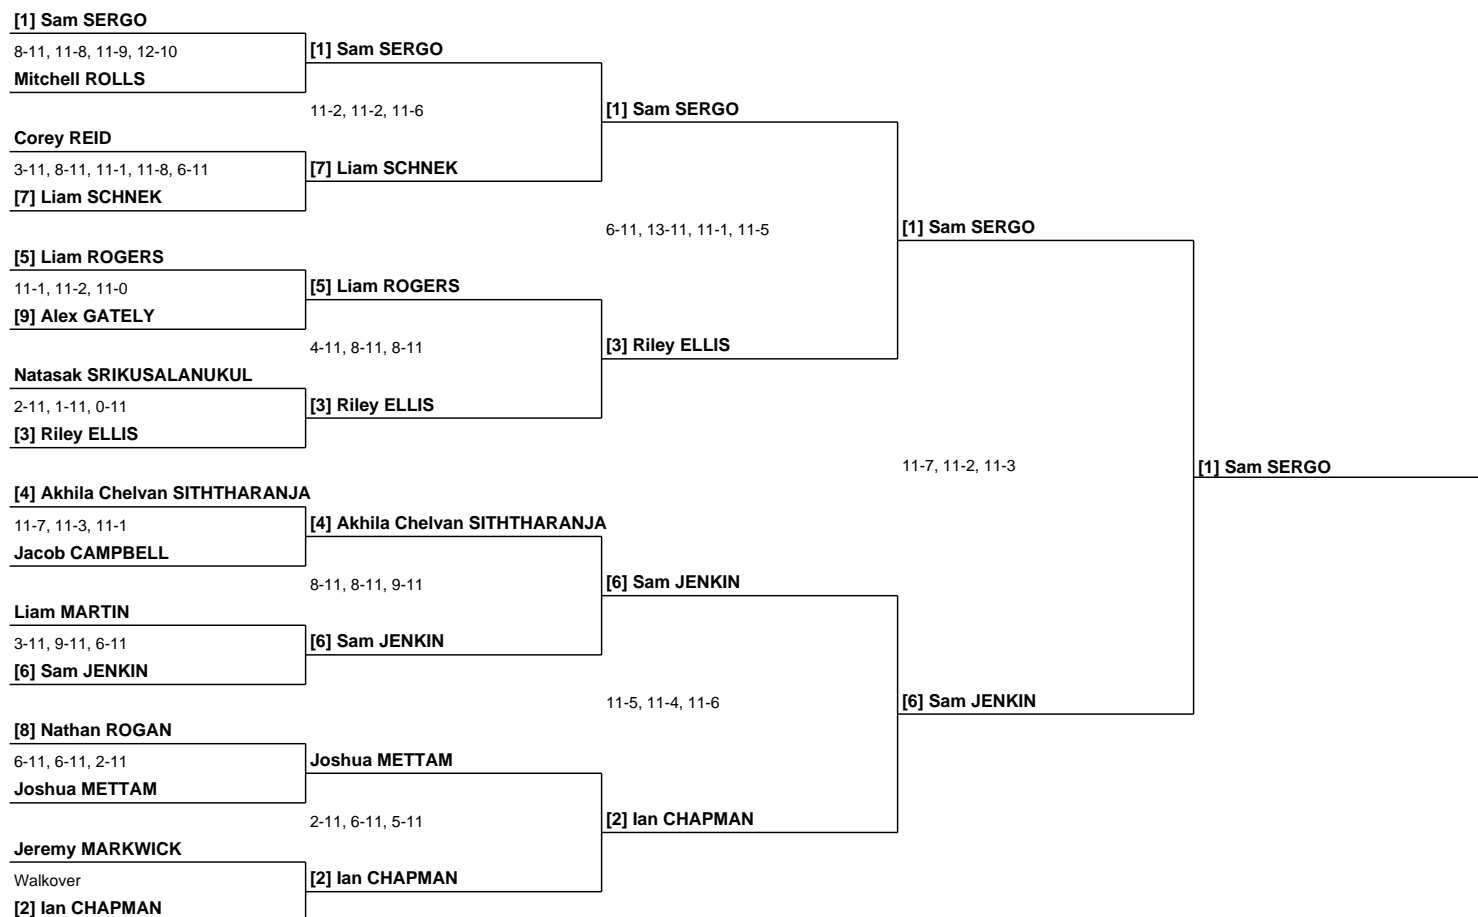 [1] Sam SERGO
8-11, 11-8, 11-9, 12-10
Mitchell ROLLS
Corey REID
3-11, 8-11, 11-1, 11-8, 6-11
[7] Liam SCHNEK
[5] Liam ROGERS
11-1, 11-2, 11-0
[9] Alex GATELY
Natasak SRIKUSALANUKUL
2-11, 1-11, 0-11
[3] Riley ELLIS
[4] Akhila Chelvan SITHTHARANJA
11-7, 11-3, 11-1
Jacob CAMPBELL
Liam MARTIN
3-11, 9-11, 6-11
[6] Sam JENKIN
[8] Nathan ROGAN
6-11, 6-11, 2-11
Joshua METTAM
Jeremy MARKWICK
Walkover
[2] Ian CHAPMAN
[1] Sam SERGO
11-2, 11-2, 11-6
[7] Liam SCHNEK
[5] Liam ROGERS
4-11, 8-11, 8-11
[3] Riley ELLIS
[4] Akhila Chelvan SITHTHARANJA
8-11, 8-11, 9-11
[6] Sam JENKIN
Joshua METTAM
2-11, 6-11, 5-11
[2] Ian CHAPMAN
[1] Sam SERGO
6-11, 13-11, 11-1, 11-5
[3] Riley ELLIS
[6] Sam JENKIN
11-5, 11-4, 11-6
[2] Ian CHAPMAN
[1] Sam SERGO
11-7, 11-2, 11-3
[6] Sam JENKIN
[1] Sam SERGO